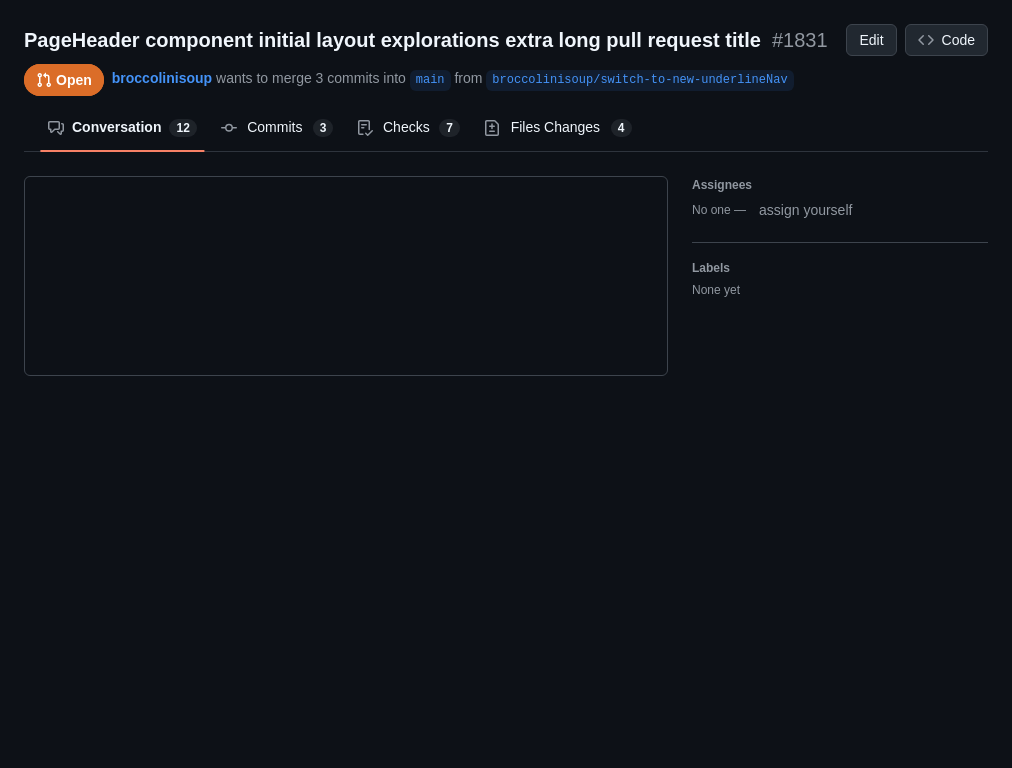 PageHeader component initial layout explorations extra long pull request title #1831 Edit Code
Open broccolinisoup wants to merge 3 commits into main from broccolinisoup/switch-to-new-underlineNav
Conversation 12 Commits 3 Checks 7 Files Changes 4
Assignees
No one — assign yourself
Labels
None yet